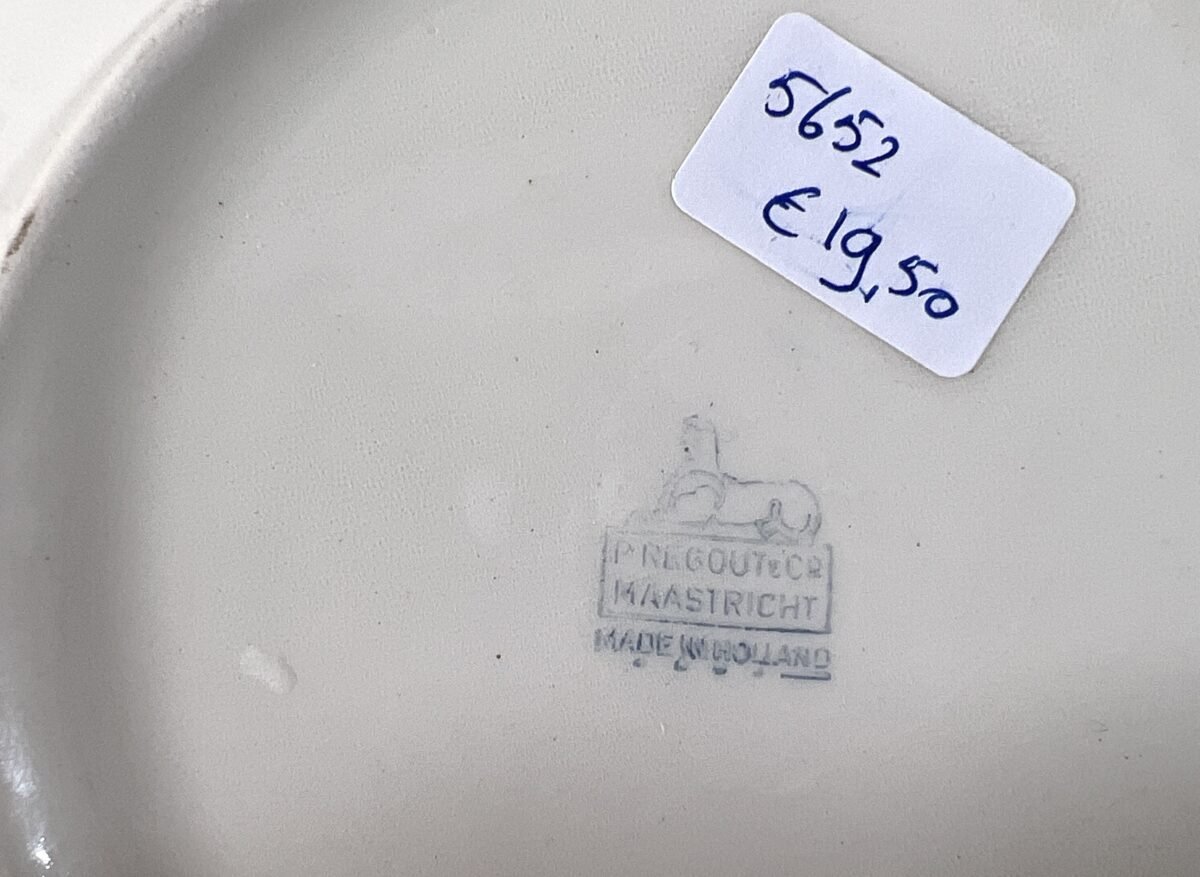 5652
€ 19,50
P. REGOUT & Co
MAASTRICHT
MADE IN HOLLAND